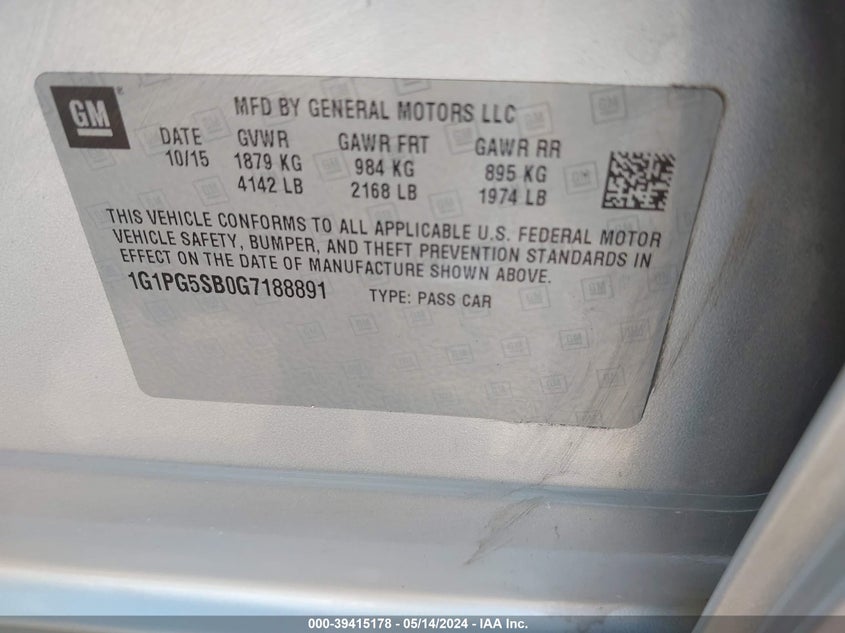 GM ®
MFD BY GENERAL MOTORS LLC
DATE GVWR GAWR FRT GAWR RR
10/15 1879 KG 984 KG 895 KG
4142 LB 2168 LB 1974 LB
THIS VEHICLE CONFORMS TO ALL APPLICABLE U.S. FEDERAL MOTOR
VEHICLE SAFETY, BUMPER, AND THEFT PREVENTION STANDARDS IN
EFFECT ON THE DATE OF MANUFACTURE SHOWN ABOVE.
1G1PG5SB0G7188891 TYPE: PASS CAR
000-39415178 - 05/14/2024 - IAA Inc.